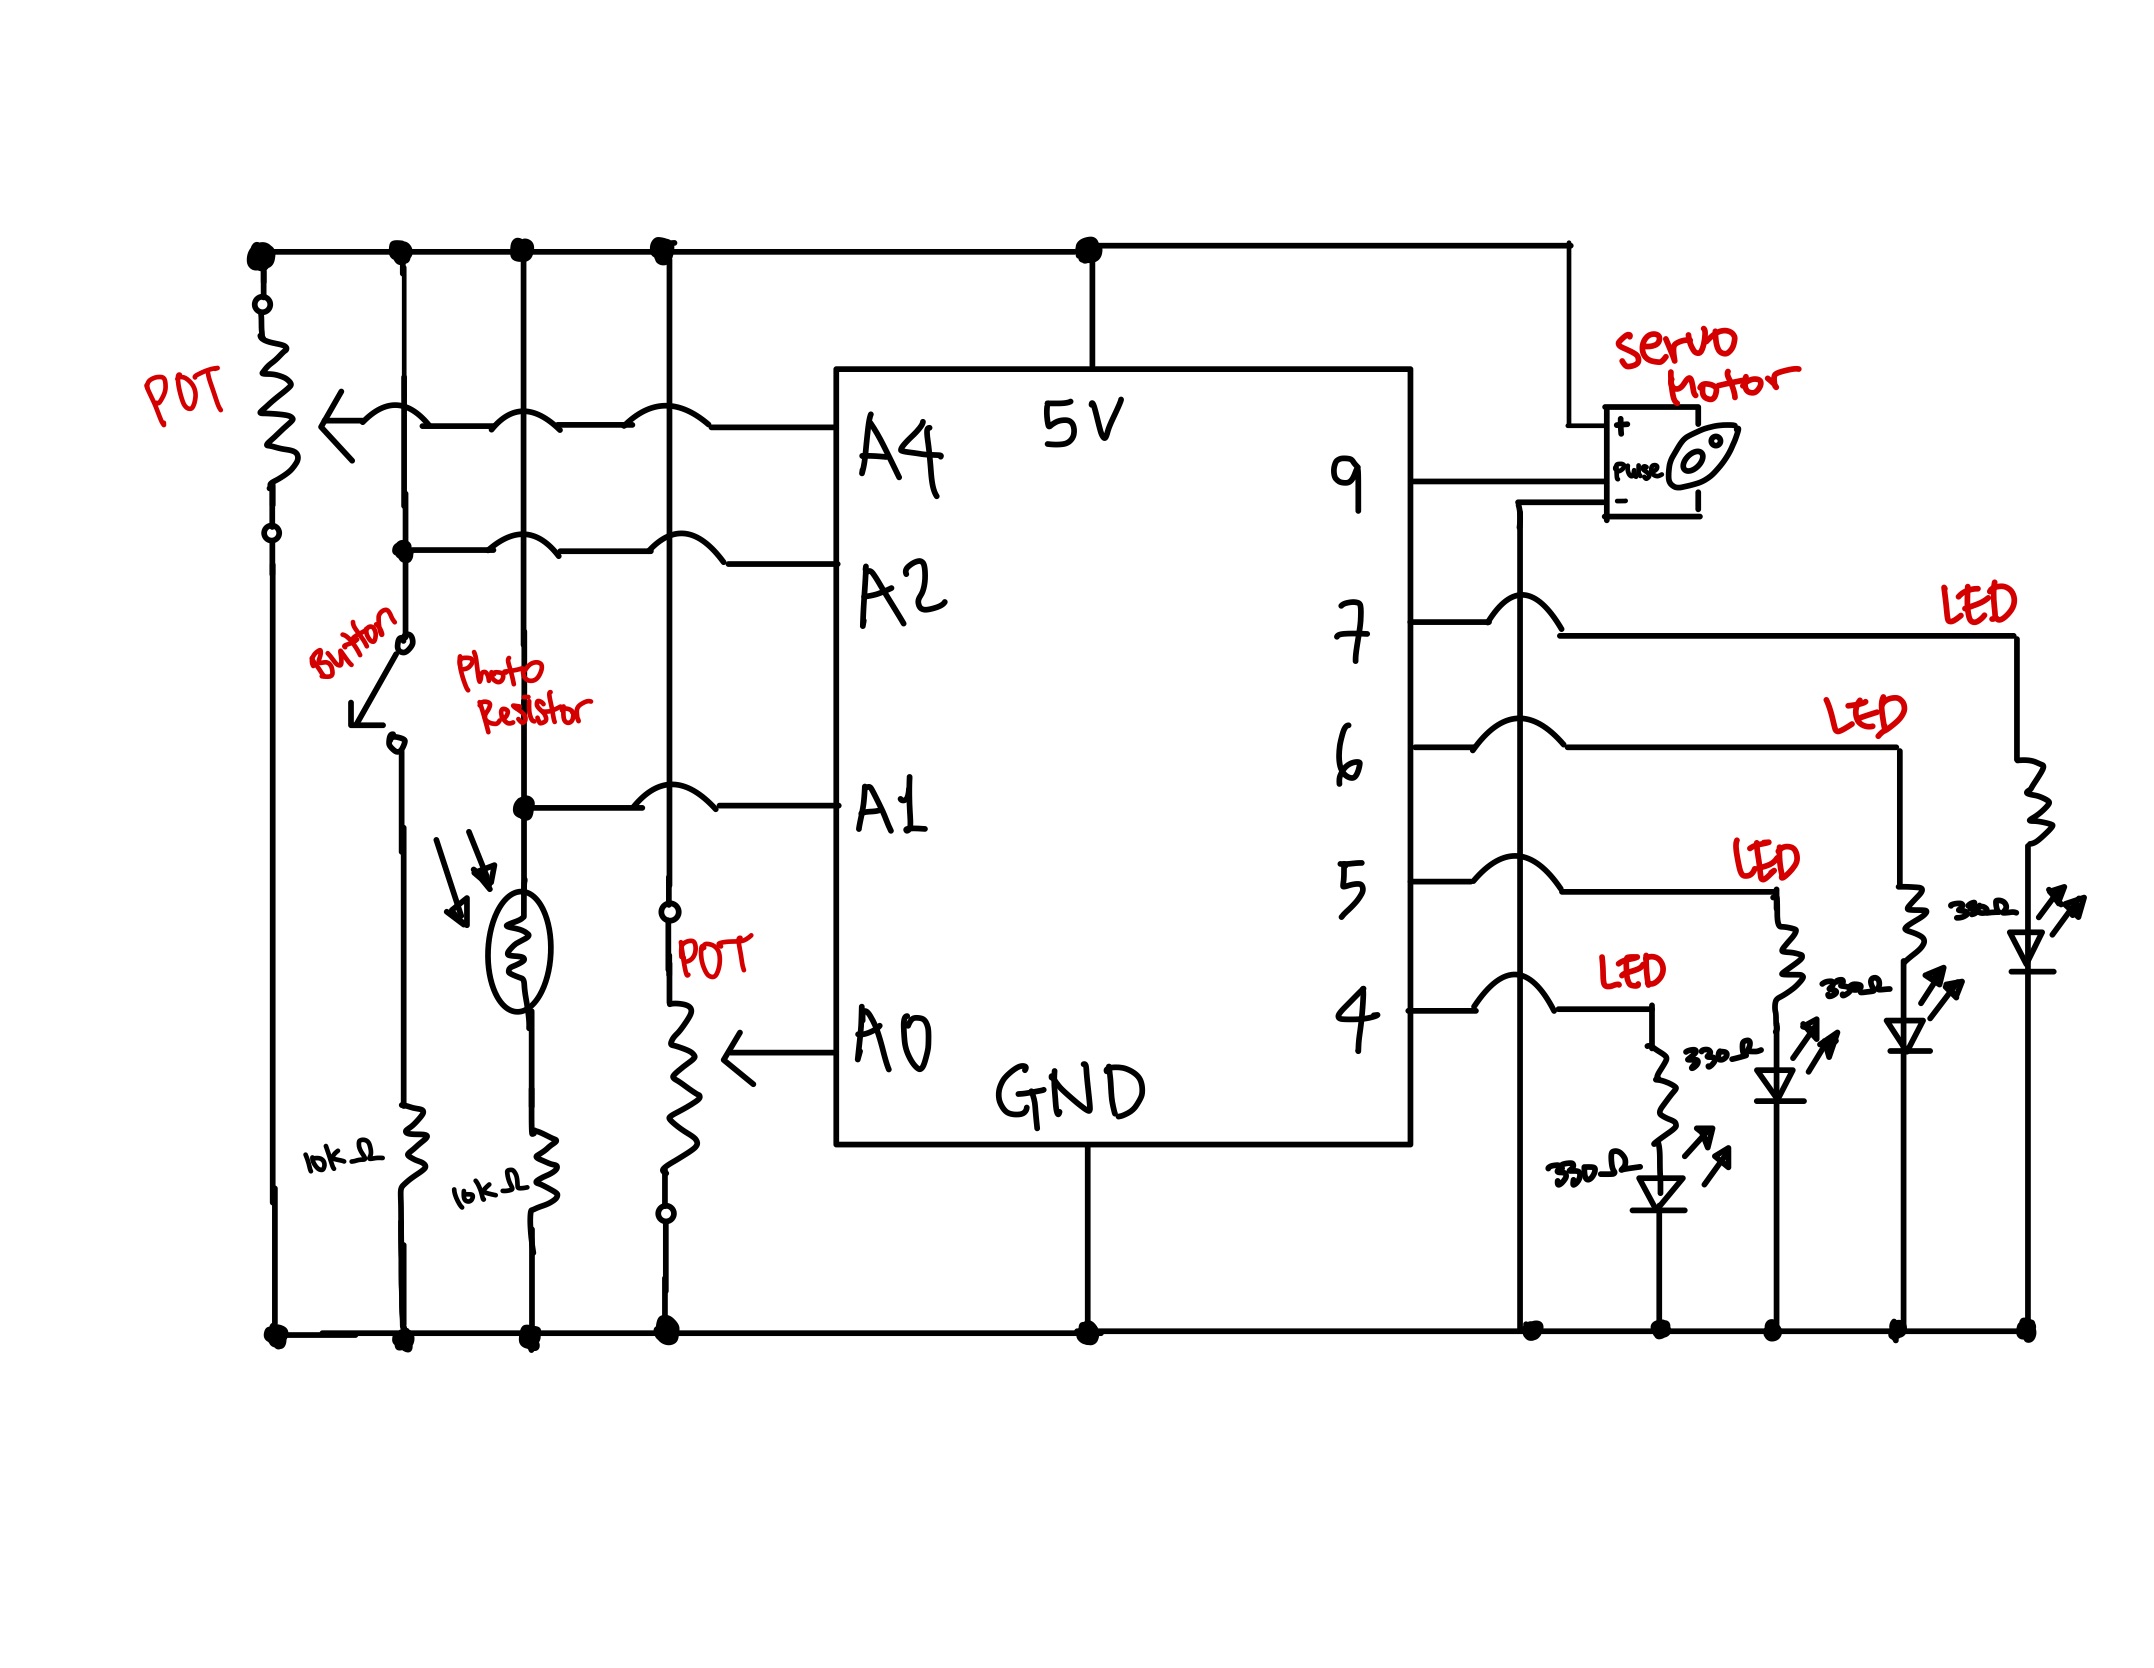 POT
Button
Photo
Resistor
10kΩ
10kΩ
POT
A4
A2
A1
A0
5V
GND
9
7
6
5
4
Servo
Motor
+
Pulse
-
LED
LED
LED
LED
330Ω
330Ω
330Ω
330Ω